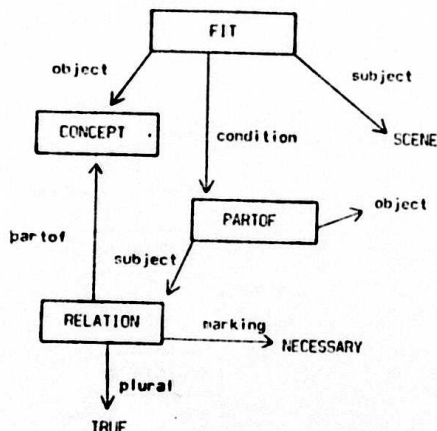 FIT
object
subject
CONCEPT
condition
SCENE
PARTOF
object
partof
subject
RELATION
marking
NECESSARY
plural
TRUE